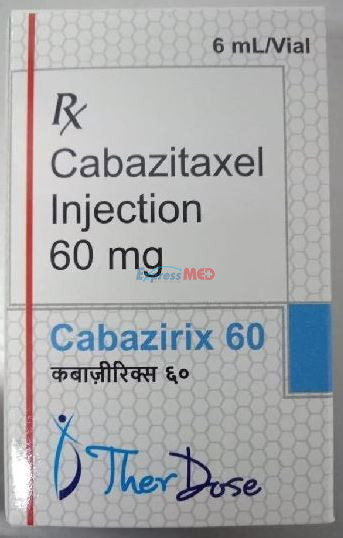 6 mL/Vial
Rx
Cabazitaxel
Injection
60 mg
ExpressMED
Cabazirix 60
कबाज़ीरिक्स ६०
TherDose